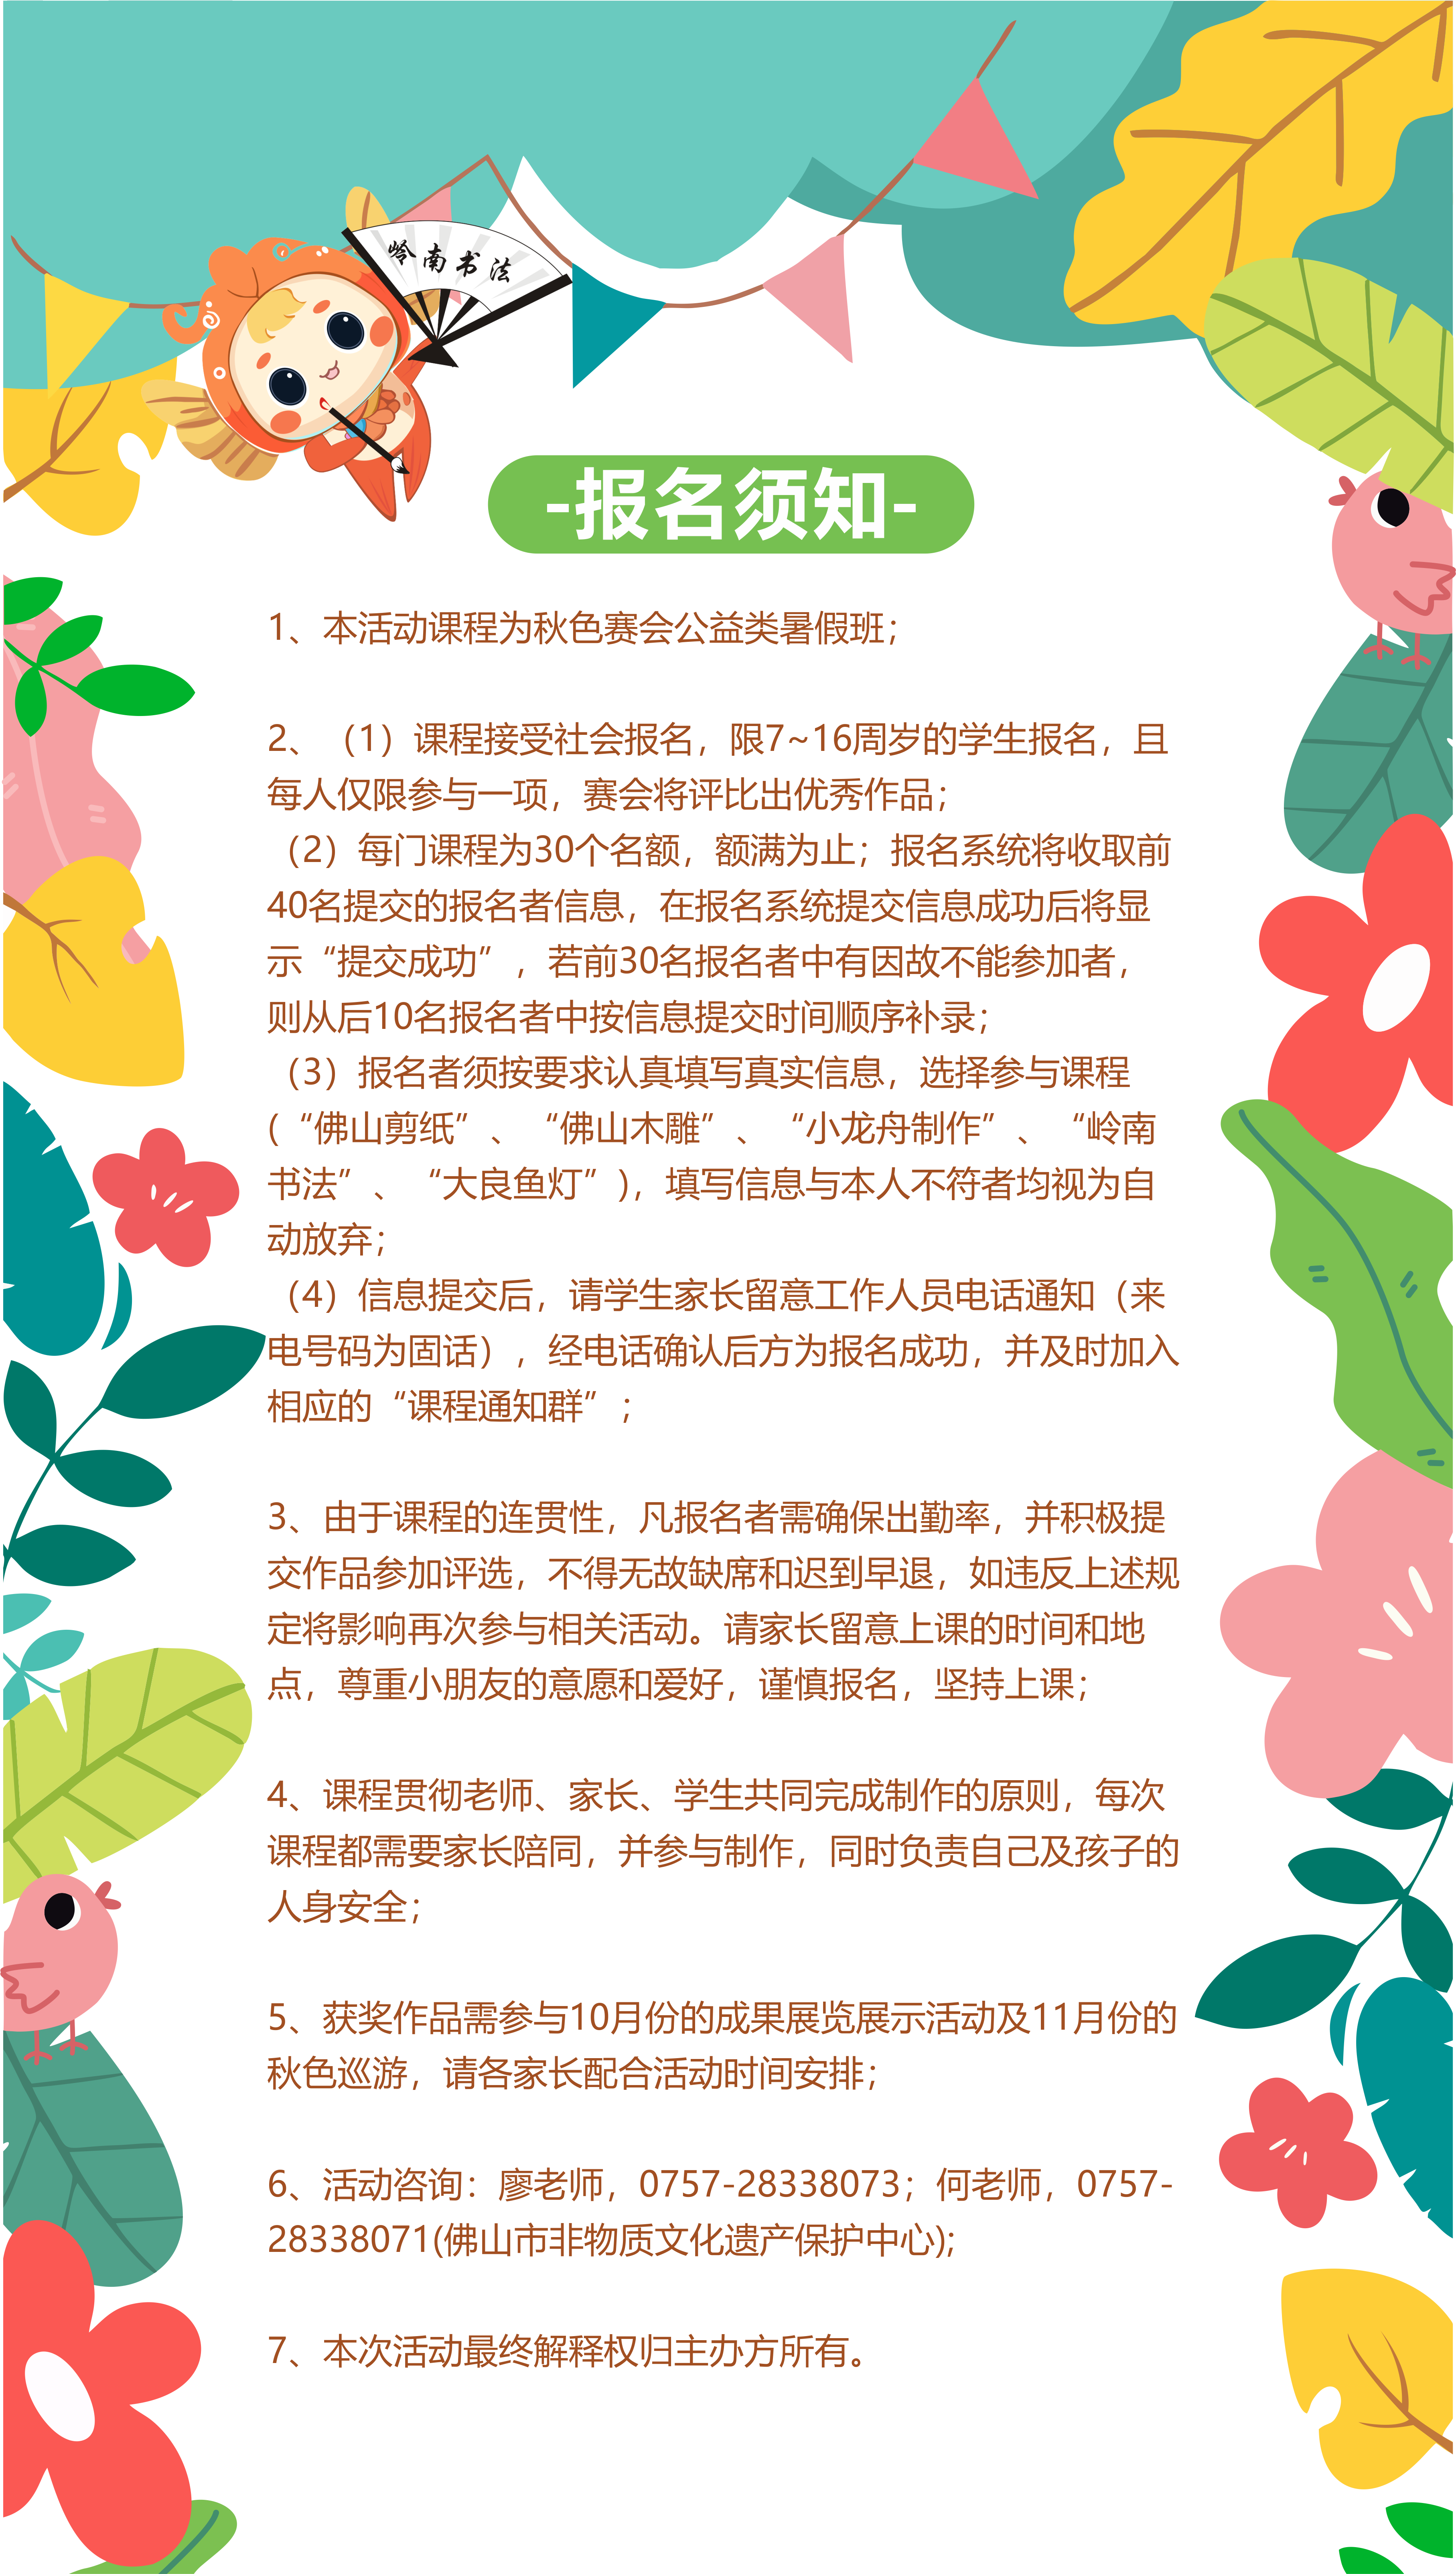 岭南书法
-报名须知-
1、本活动课程为秋色赛会公益类暑假班；
2、（1）课程接受社会报名，限7~16周岁的学生报名，且
每人仅限参与一项，赛会将评比出优秀作品；
（2）每门课程为30个名额，额满为止；报名系统将收取前
40名提交的报名者信息，在报名系统提交信息成功后将显
示“提交成功”，若前30名报名者中有因故不能参加者，
则从后10名报名者中按信息提交时间顺序补录；
（3）报名者须按要求认真填写真实信息，选择参与课程
(“佛山剪纸”、“佛山木雕”、“小龙舟制作”、“岭南
书法”、“大良鱼灯”)，填写信息与本人不符者均视为自
动放弃；
（4）信息提交后，请学生家长留意工作人员电话通知（来
电号码为固话），经电话确认后方为报名成功，并及时加入
相应的“课程通知群”；
3、由于课程的连贯性，凡报名者需确保出勤率，并积极提
交作品参加评选，不得无故缺席和迟到早退，如违反上述规
定将影响再次参与相关活动。请家长留意上课的时间和地
点，尊重小朋友的意愿和爱好，谨慎报名，坚持上课；
4、课程贯彻老师、家长、学生共同完成制作的原则，每次
课程都需要家长陪同，并参与制作，同时负责自己及孩子的
人身安全；
5、获奖作品需参与10月份的成果展览展示活动及11月份的
秋色巡游，请各家长配合活动时间安排；
6、活动咨询：廖老师，0757-28338073；何老师，0757-
28338071(佛山市非物质文化遗产保护中心);
7、本次活动最终解释权归主办方所有。